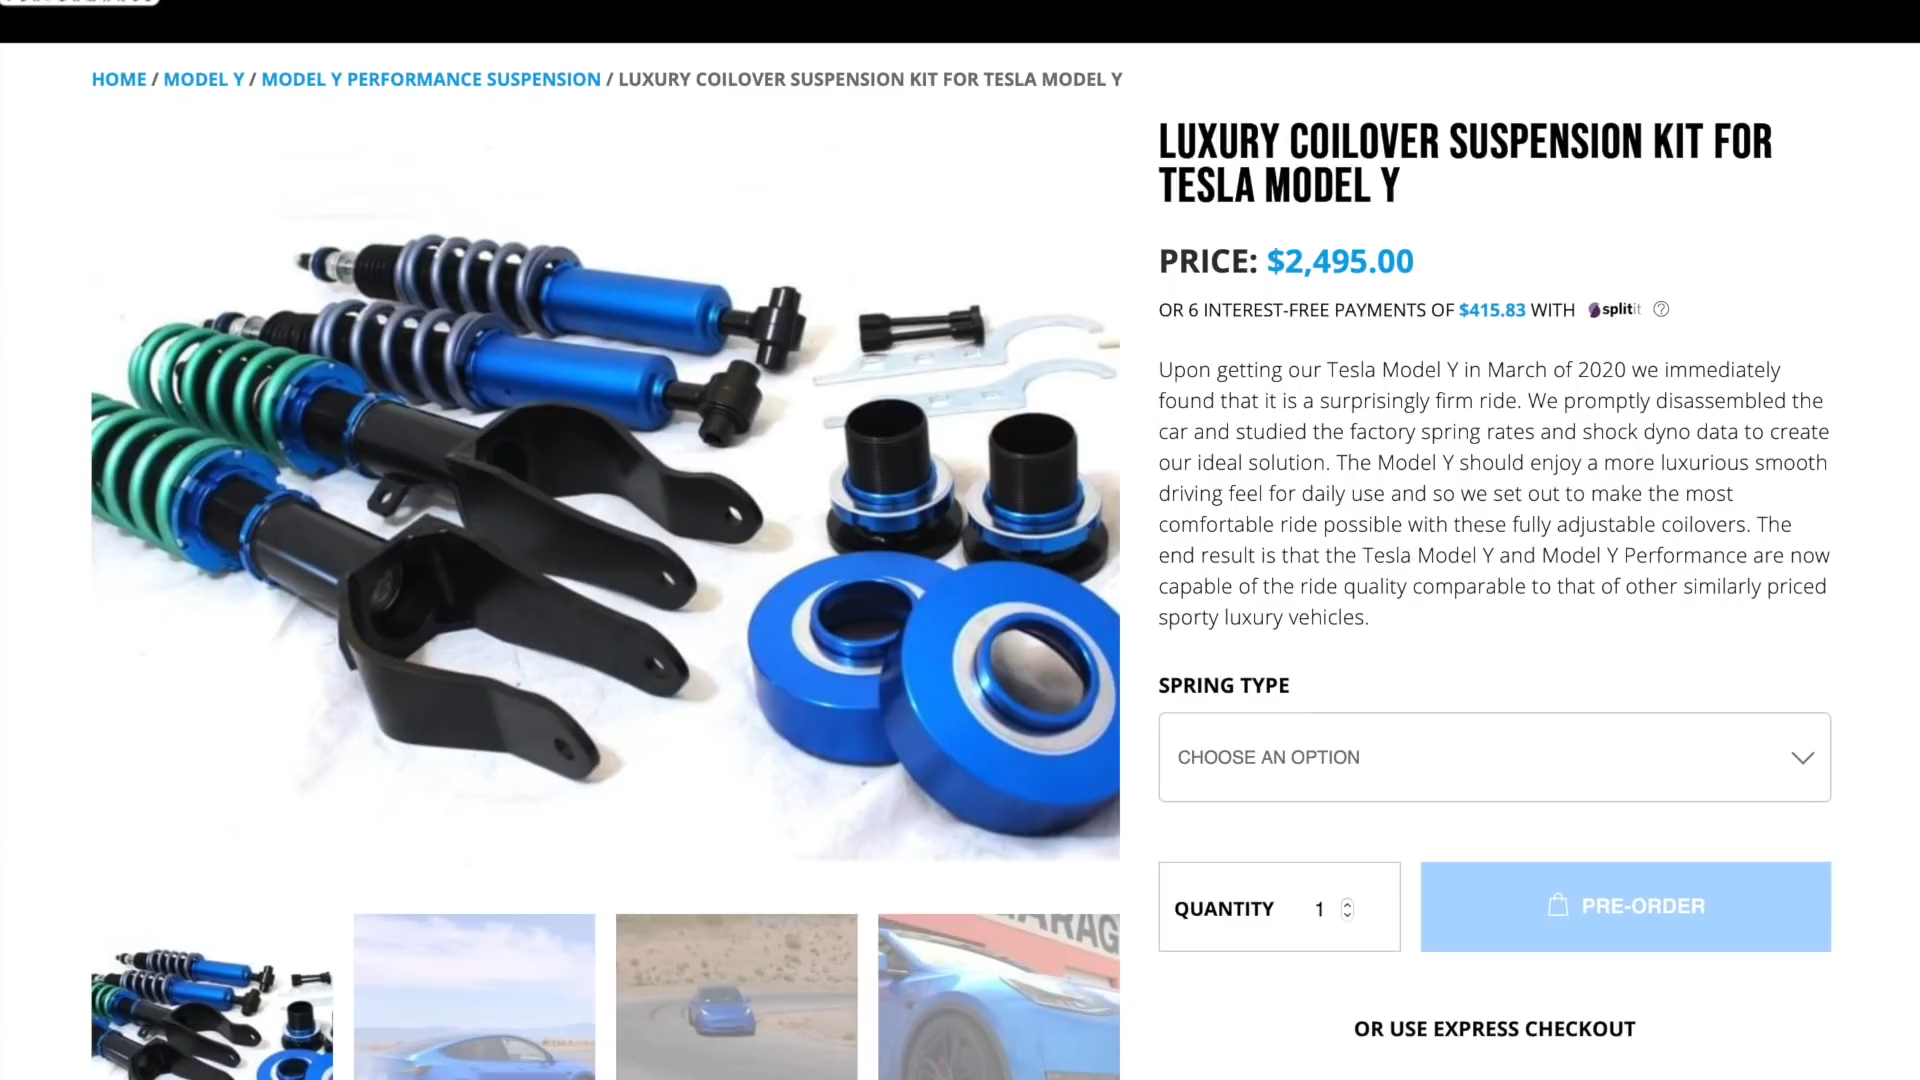 HOME / MODEL Y / MODEL Y PERFORMANCE SUSPENSION / LUXURY COILOVER SUSPENSION KIT FOR TESLA MODEL Y
LUXURY COILOVER SUSPENSION KIT FOR
TESLA MODEL Y
PRICE: $2,495.00
OR 6 INTEREST-FREE PAYMENTS OF $415.83 WITH splitit ?
Upon getting our Tesla Model Y in March of 2020 we immediately
found that it is a surprisingly firm ride. We promptly disassembled the
car and studied the factory spring rates and shock dyno data to create
our ideal solution. The Model Y should enjoy a more luxurious smooth
driving feel for daily use and so we set out to make the most
comfortable ride possible with these fully adjustable coilovers. The
end result is that the Tesla Model Y and Model Y Performance are now
capable of the ride quality comparable to that of other similarly priced
sporty luxury vehicles.
SPRING TYPE
CHOOSE AN OPTION
QUANTITY 1
PRE-ORDER
OR USE EXPRESS CHECKOUT